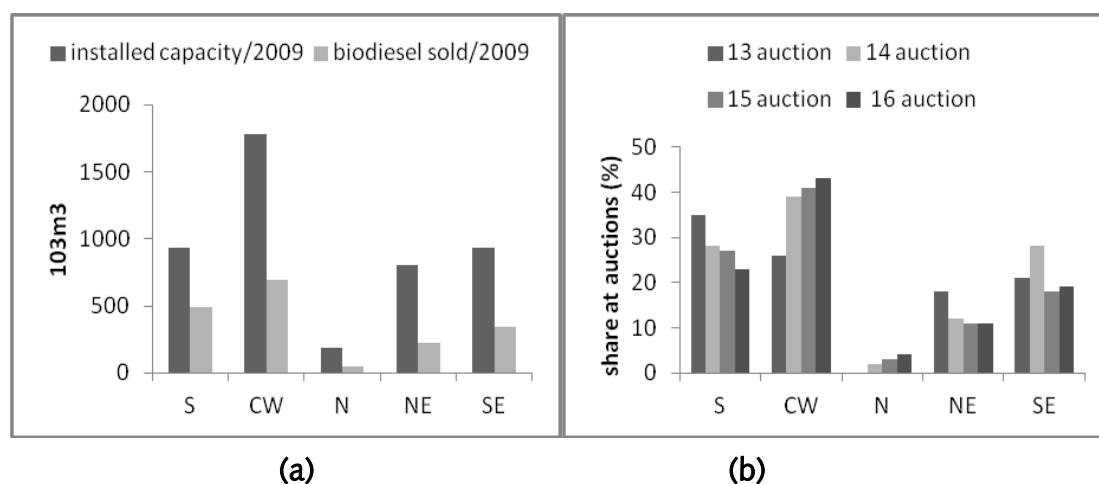 installed capacity/2009 biodiesel sold/2009
2000
1500
1000
500
0
103m3
S CW N NE SE
(a)
13 auction 14 auction
15 auction 16 auction
50
40
30
20
10
0
share at auctions (%)
S CW N NE SE
(b)